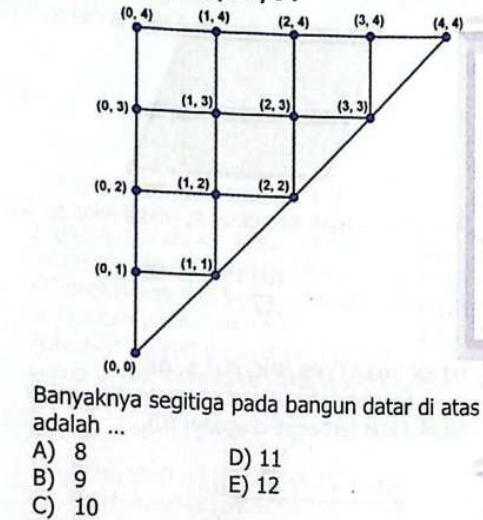 (0, 4) (1, 4) (2, 4) (3, 4) (4, 4)
(0, 3) (1, 3) (2, 3) (3, 3)
(0, 2) (1, 2) (2, 2)
(0, 1) (1, 1)
(0, 0)
Banyaknya segitiga pada bangun datar di atas
adalah ...
A) 8 D) 11
B) 9 E) 12
C) 10